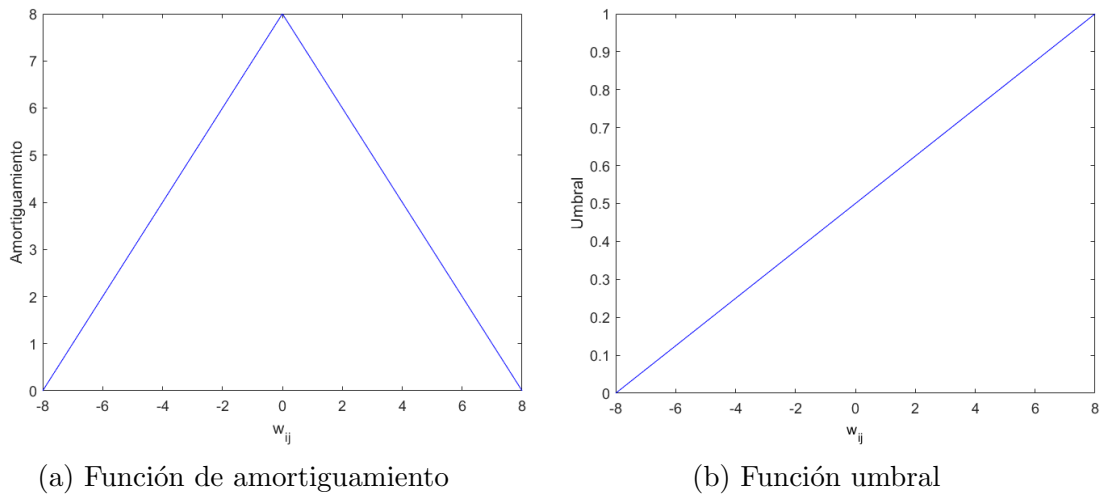 8
7
6
5
4
3
2
1
0
Amortiguamiento
-8 -6 -4 -2 0 2 4 6 8
w_ij
(a) Función de amortiguamiento
1
0.9
0.8
0.7
0.6
0.5
0.4
0.3
0.2
0.1
0
Umbral
-8 -6 -4 -2 0 2 4 6 8
w_ij
(b) Función umbral